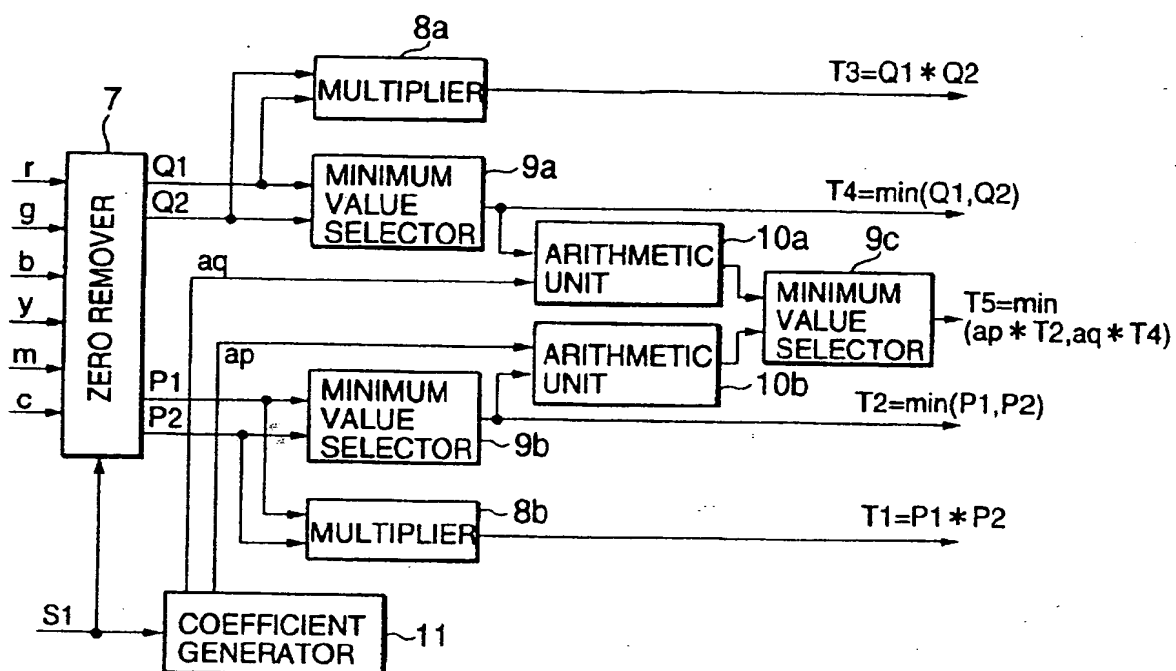 8a
MULTIPLIER
T3=Q1＊Q2
7
r
g
b
y
m
c
ZERO REMOVER
Q1
Q2
MINIMUM
VALUE
SELECTOR
9a
T4=min(Q1,Q2)
aq
ARITHMETIC
UNIT
10a
9c
MINIMUM
VALUE
SELECTOR
T5=min
(ap＊T2,aq＊T4)
ap
ARITHMETIC
UNIT
10b
P1
P2
MINIMUM
VALUE
SELECTOR
9b
T2=min(P1,P2)
MULTIPLIER
8b
T1=P1＊P2
S1
COEFFICIENT
GENERATOR
11